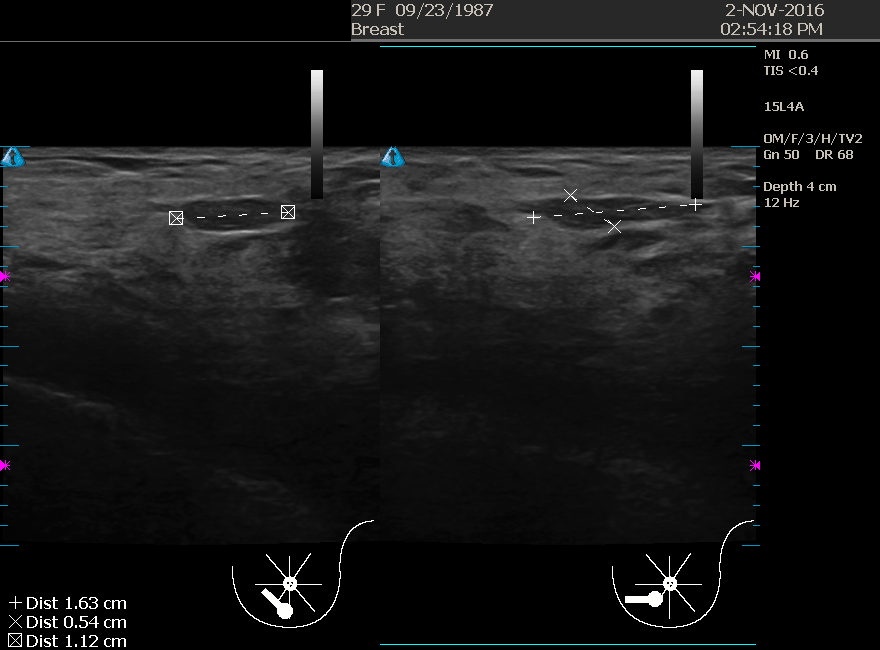 29 F 09/23/1987
2-NOV-2016
Breast
02:54:18 PM
MI 0.6
TIS <0.4
15L4A
OM/F/3/H/TV2
Gn 50 DR 68
Depth 4 cm
12 Hz
Dist 1.63 cm
Dist 0.54 cm
Dist 1.12 cm